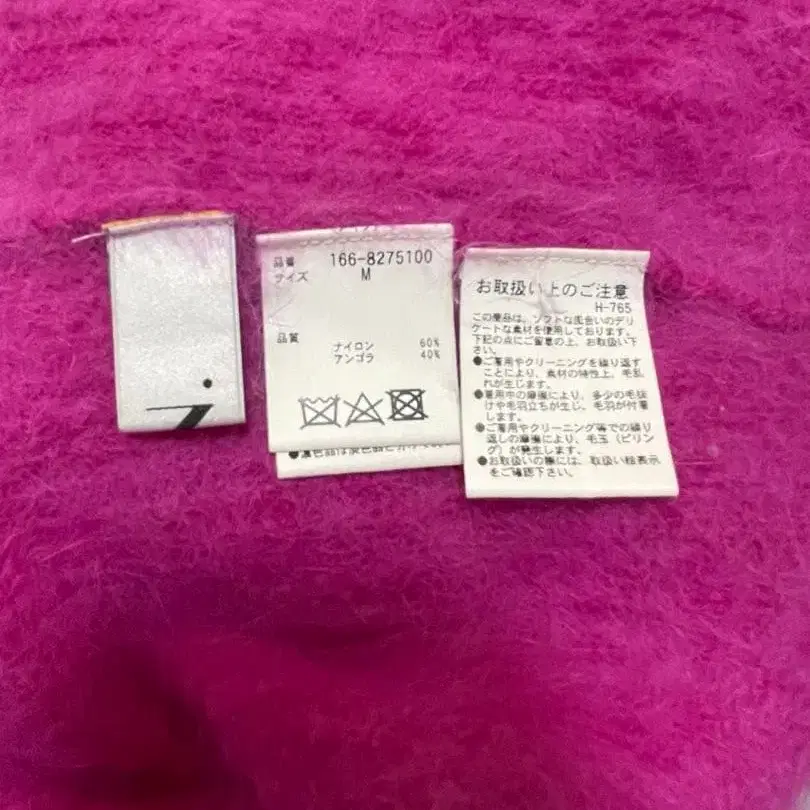 品番 166-8275100
サイズ M
品質
ナイロン 60%
アンゴラ 40%
お取扱い上のご注意
H-765
この商品は、ソフトな風合いのデリ
ケートな素材を使用しております。
下記の点にご留意の上、お取扱い下
さい。
●ご着用やクリーニングを繰り返す
ことにより、素材の特性上、毛乱
れが生じます。
●着用中の摩擦により、多少の毛抜
けや毛羽立ちが生じ、毛羽が付着
します。
●ご着用やクリーニング等での繰り
返しの摩擦により、毛玉（ピリン
グ）が発生します。
●お取扱いの際には、取扱い絵表示
をご確認下さい。